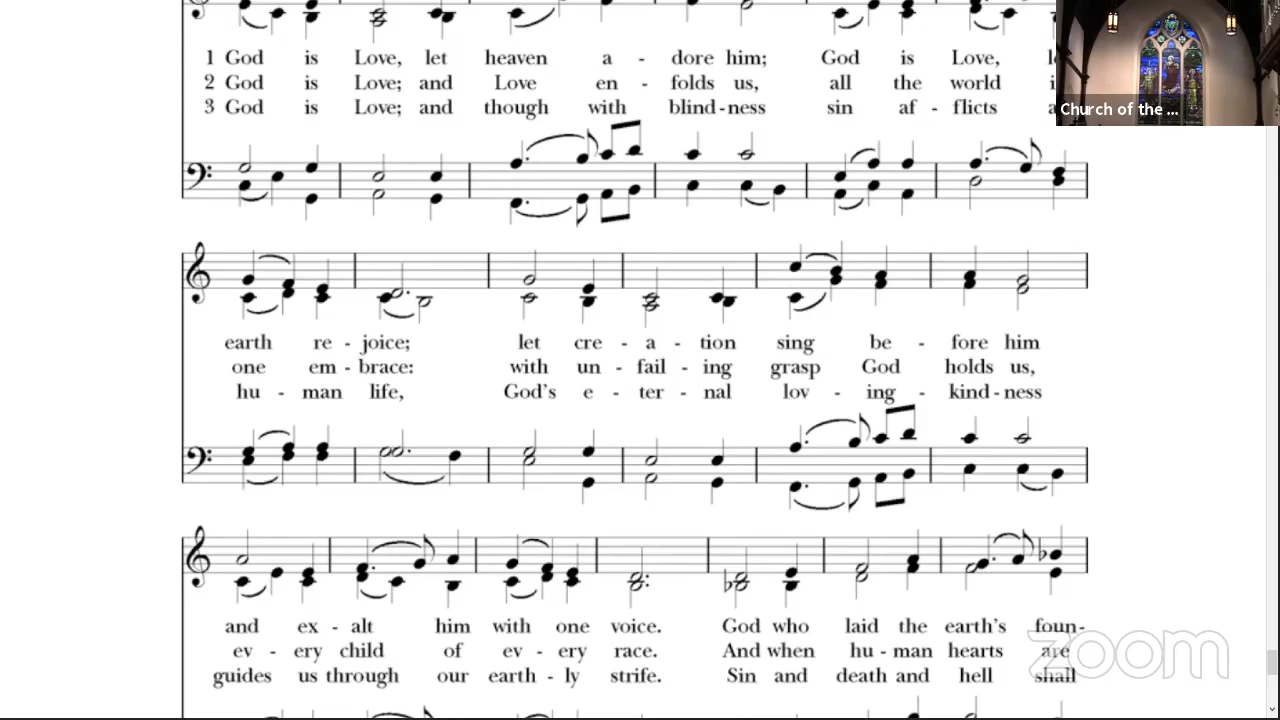 1 God is Love, let heaven a - dore him; God is Love,
2 God is Love; and Love en - folds us, all the world
3 God is Love; and though with blind - ness sin af - flicts
Church of the ...
earth re - joice; let cre - a - tion sing be - fore him
one em - brace: with un - fail - ing grasp God holds us,
hu - man life, God's e - ter - nal lov - ing - kind - ness
and ex - alt him with one voice. God who laid the earth's foun-
ev - ery child of ev - ery race. And when hu - man hearts are
guides us through our earth - ly strife. Sin and death and hell shall
zoom